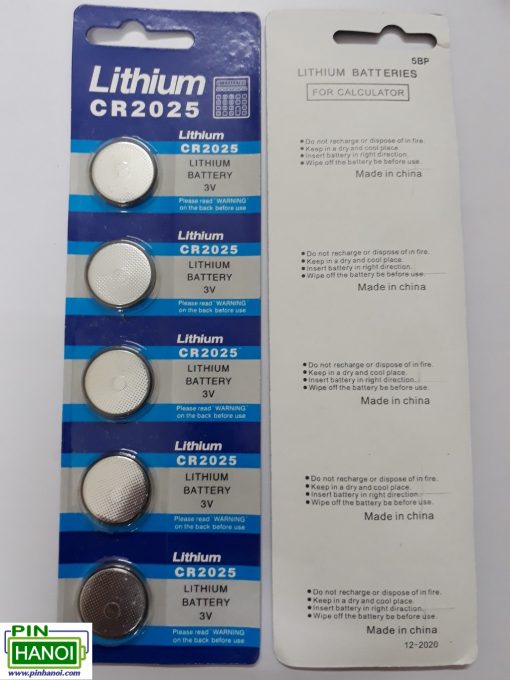 Lithium
CR2025
Lithium
CR2025
LITHIUM
BATTERY
3V
Please read "WARNING"
on the back be before use
Lithium
CR2025
LITHIUM
BATTERY
3V
Please read "WARNING"
on the back be before use
Lithium
CR2025
LITHIUM
BATTERY
3V
Please read "WARNING"
on the back be before use
Lithium
CR2025
LITHIUM
BATTERY
3V
Please read "WARNING"
on the back be before use
Lithium
CR2025
LITHIUM
BATTERY
3V
Please read "WARNING"
on the back be before use
5BP
LITHIUM BATTERIES
FOR CALCULATOR
•Do not recharge or dispose of in fire.
•Keep in a dry and cool place.
•Insert battery in right direction.
•Wipe off the battery be before use.
Made in china
•Do not recharge or dispose of in fire.
•Keep in a dry and cool place.
•Insert battery in right direction.
•Wipe off the battery be before use.
Made in china
•Do not recharge or dispose of in fire.
•Keep in a dry and cool place.
•Insert battery in right direction.
•Wipe off the battery be before use.
Made in china
•Do not recharge or dispose of in fire.
•Keep in a dry and cool place.
•Insert battery in right direction.
•Wipe off the battery be before use.
Made in china
•Do not recharge or dispose of in fire.
•Keep in a dry and cool place.
•Insert battery in right direction.
•Wipe off the battery be before use.
Made in china
12-2020
PIN
HANOI
www.pinhanoi.com